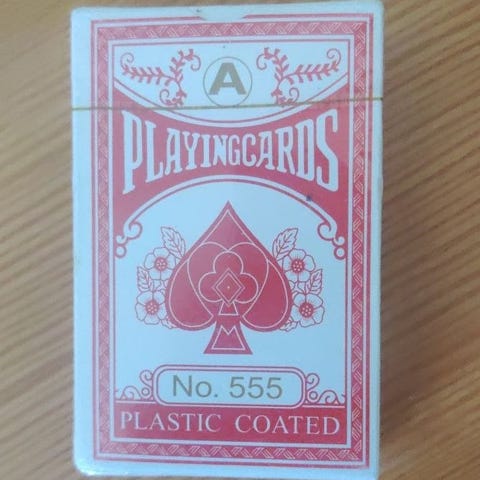 A
PLAYINGCARDS
No. 555
PLASTIC COATED